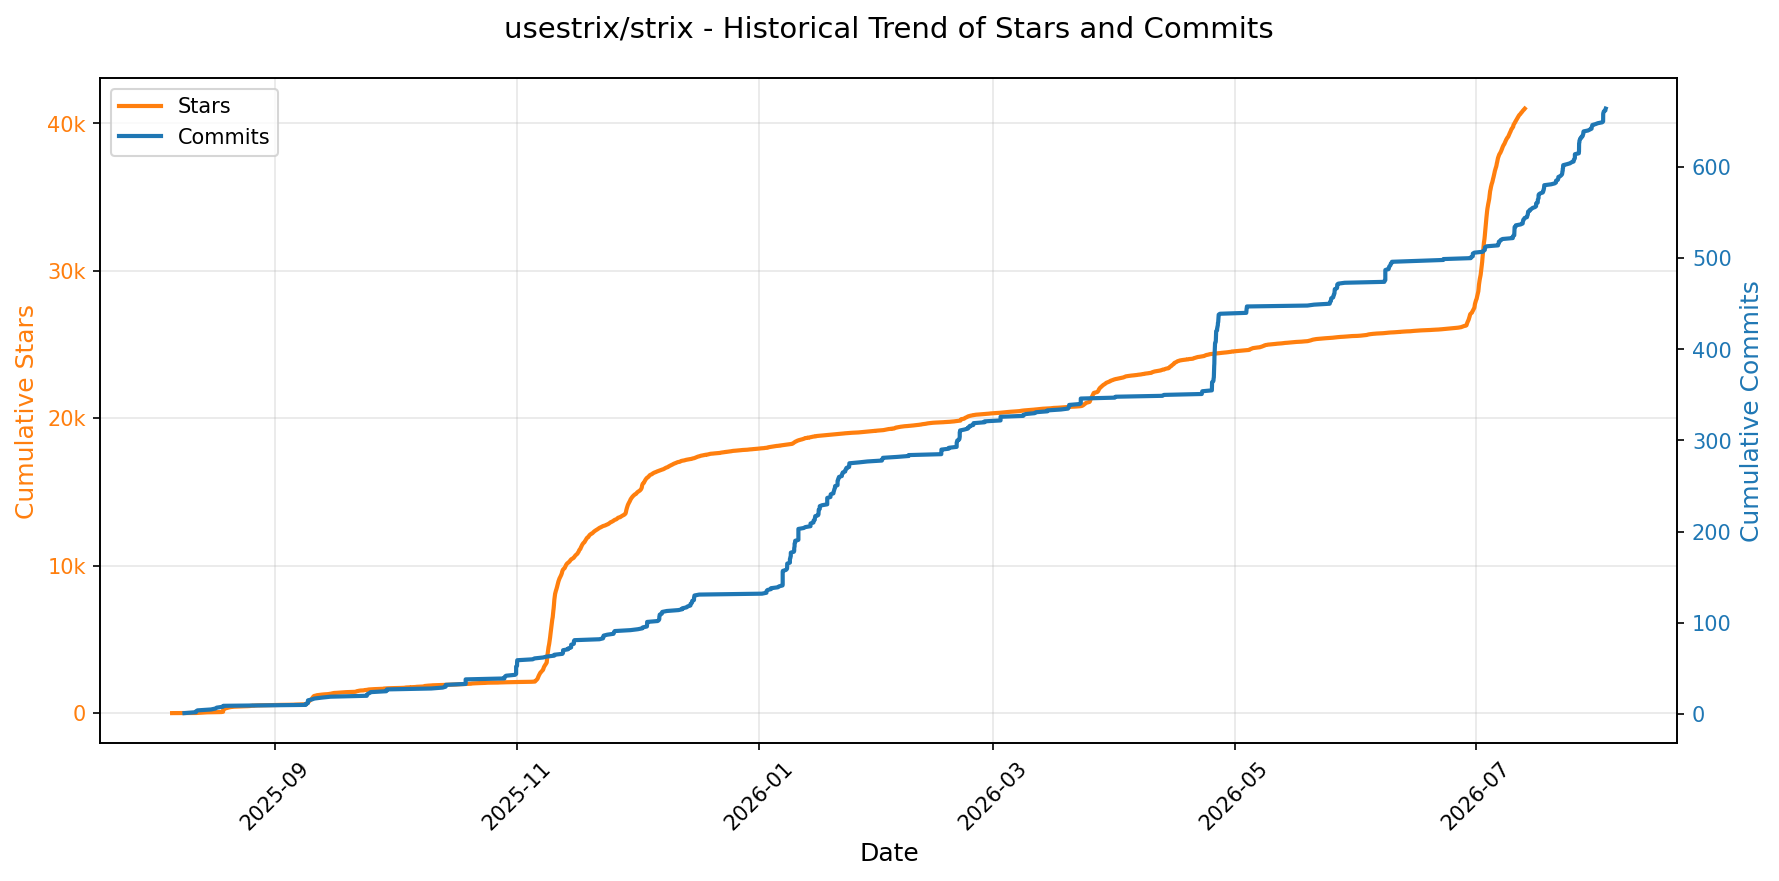 usestrix/strix - Historical Trend of Stars and Commits
Stars
Commits
Cumulative Stars
40k
30k
20k
10k
0
Cumulative Commits
600
500
400
300
200
100
0
2025-09
2025-11
2026-01
2026-03
2026-05
2026-07
Date